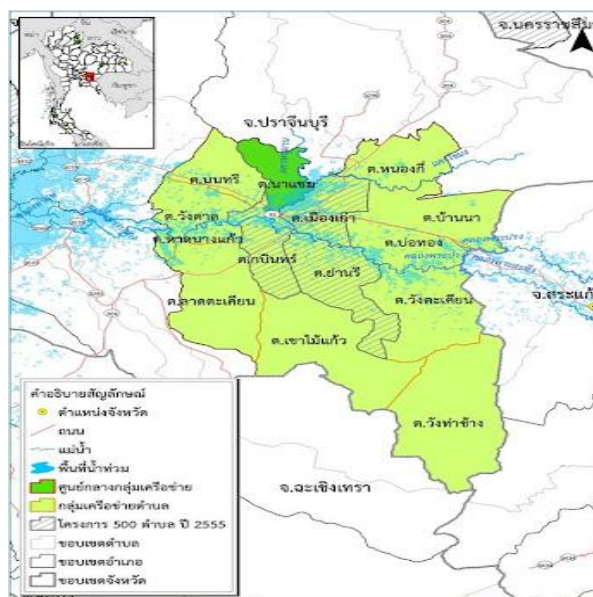 จ.นครราชสีมา
จ.ปราจีนบุรี
ต.นนทรี
ต.นาแขม
ต.หนองกี่
ต.วังดาล
ต.เมืองเก่า
ต.บ้านนา
ต.หาดนางแก้ว
ต.บ่อทอง
ต.กบินทร์
ต.ย่านรี
คลองพระปรง
ต.ลาดตะเคียน
ต.วังตะเคียน
จ.สระแก้ว
ต.เขาไม้แก้ว
ต.วังท่าช้าง
จ.ฉะเชิงเทรา
คำอธิบายสัญลักษณ์
ตำแหน่งจังหวัด
ถนน
แม่น้ำ
พื้นที่น้ำท่วม
ศูนย์กลางกลุ่มเครือข่าย
กลุ่มเครือข่ายตำบล
โครงการ 500 ตำบล ปี 2555
ขอบเขตตำบล
ขอบเขตอำเภอ
ขอบเขตจังหวัด